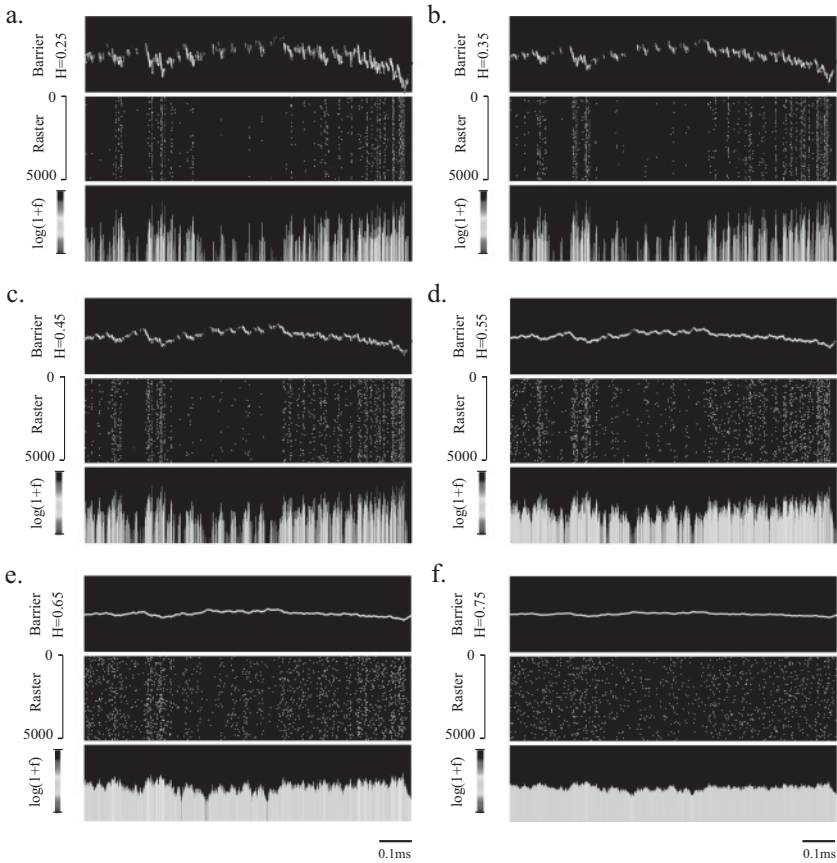 a.
Barrier
H=0.25
0
Raster
5000
log(1+f)
b.
Barrier
H=0.35
0
Raster
5000
log(1+f)
c.
Barrier
H=0.45
0
Raster
5000
log(1+f)
d.
Barrier
H=0.55
0
Raster
5000
log(1+f)
e.
Barrier
H=0.65
0
Raster
5000
log(1+f)
0.1ms
f.
Barrier
H=0.75
0
Raster
5000
log(1+f)
0.1ms